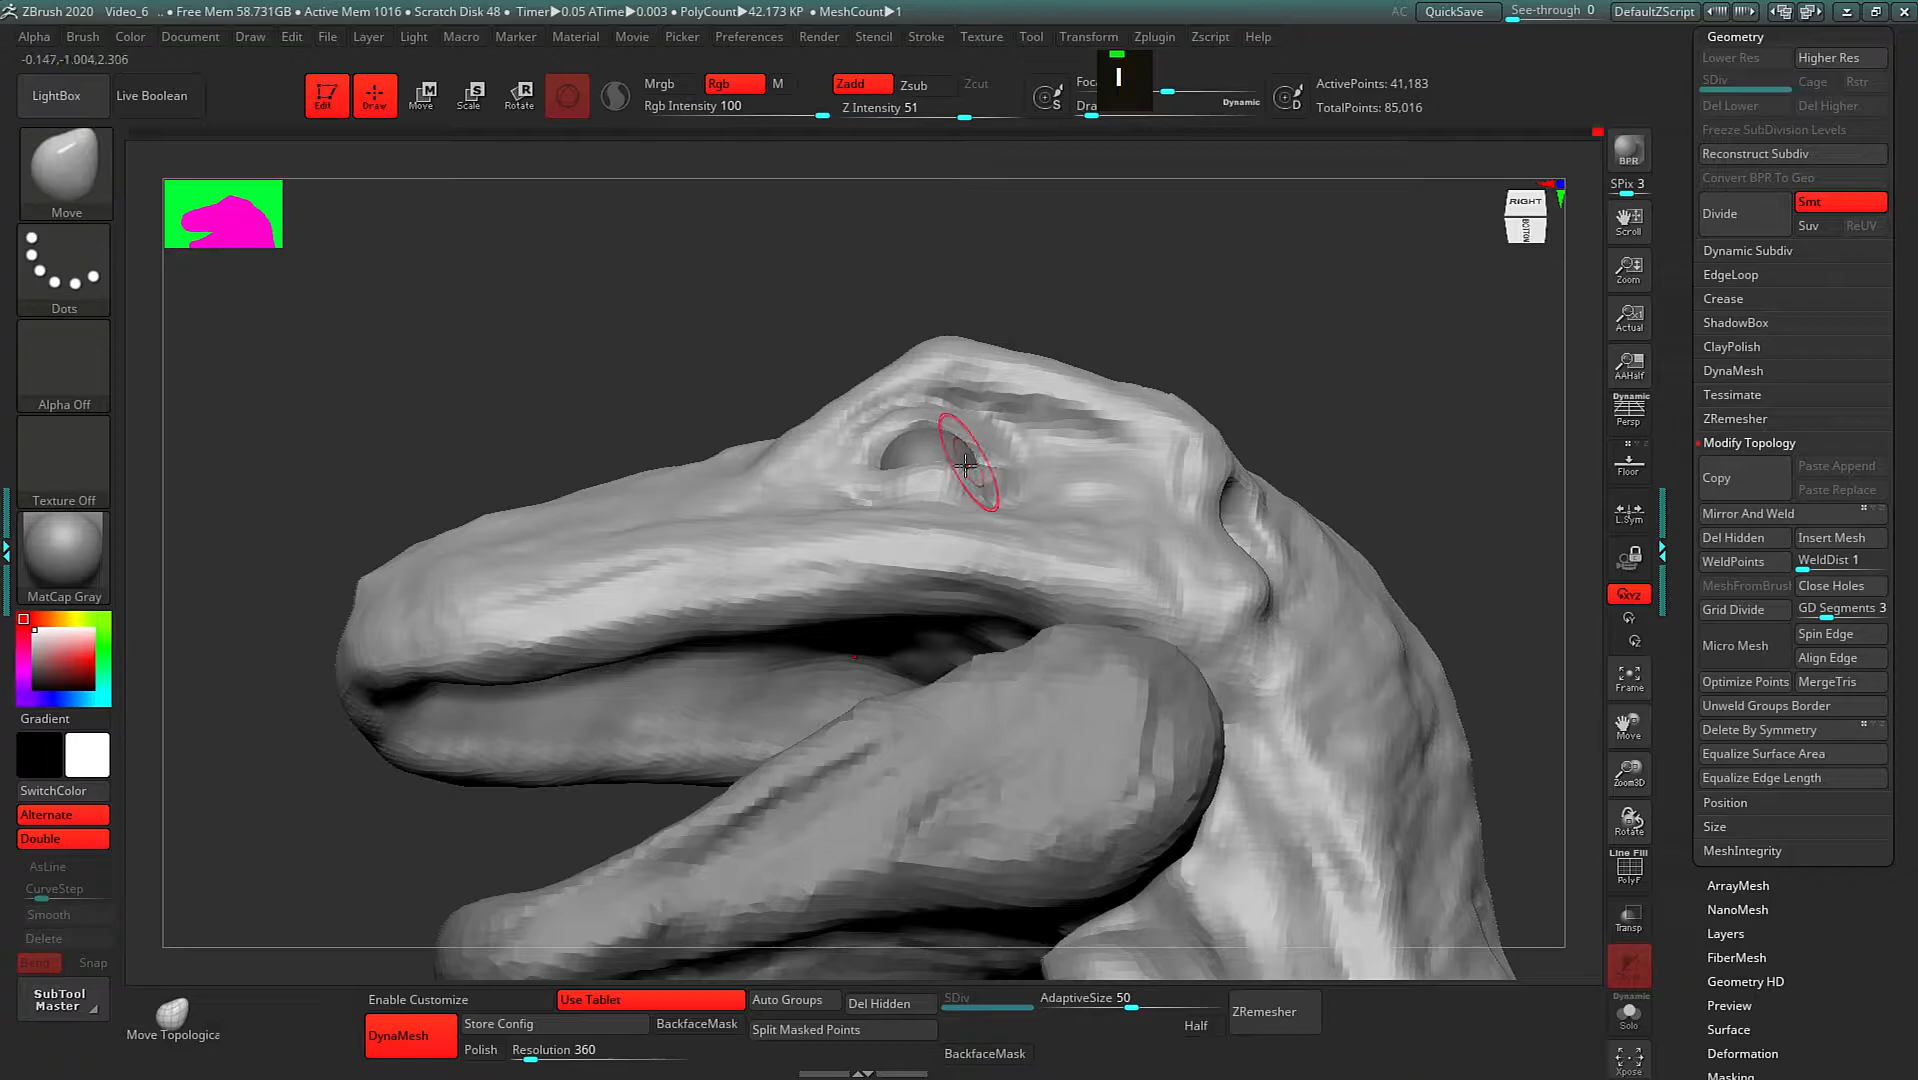 ZBrush 2020 Video_6 .. • Free Mem 58.731GB • Active Mem 1016 • Scratch Disk 48 • Timer▶0.05 ATime▶0.003 • PolyCount▶42.173 KP • MeshCount▶1
AC QuickSave See-through 0 DefaultZScript
Alpha Brush Color Document Draw Edit File Layer Light Macro Marker Material Movie Picker Preferences Render Stencil Stroke Texture Tool Transform Zplugin Zscript Help
-0.147,-1.004,2.306
LightBox
Live Boolean
Edit
Draw
Move
Scale
Rotate
Mrgb Rgb M
Rgb Intensity 100
Zadd Zsub Zcut
Z Intensity 51
S
Foc
Dra
I
Dynamic
D
ActivePoints: 41,183
TotalPoints: 85,016
Move
Dots
Alpha Off
Texture Off
MatCap Gray
Gradient
SwitchColor
Alternate
Double
AsLine
CurveStep
Smooth
Delete
Bend Snap
SubTool
Master
RIGHT
BOTTOM
BPR
SPix 3
Scroll
Zoom
Actual
AAHalf
Dynamic
Persp
Floor
L.Sym
XYZ
Frame
Move
Zoom3D
Rotate
Line Fill
PolyF
Transp
Dynamic
Solo
Xpose
Geometry
Lower Res Higher Res
SDiv Cage Rstr
Del Lower Del Higher
Freeze SubDivision Levels
Reconstruct Subdiv
Convert BPR To Geo
Divide
Smt
Suv ReUV
Dynamic Subdiv
EdgeLoop
Crease
ShadowBox
ClayPolish
DynaMesh
Tessimate
ZRemesher
Modify Topology
Copy
Paste Append
Paste Replace
Mirror And Weld
Del Hidden Insert Mesh
WeldPoints WeldDist 1
MeshFromBrush Close Holes
Grid Divide GD Segments 3
Micro Mesh
Spin Edge
Align Edge
Optimize Points MergeTris
Unweld Groups Border
Delete By Symmetry
Equalize Surface Area
Equalize Edge Length
Position
Size
MeshIntegrity
ArrayMesh
NanoMesh
Layers
FiberMesh
Geometry HD
Preview
Surface
Deformation
Masking
Move Topologica
Enable Customize
Use Tablet
Auto Groups
Del Hidden
SDiv
AdaptiveSize 50
DynaMesh
Store Config
BackfaceMask
Split Masked Points
Half
ZRemesher
Polish
Resolution 360
BackfaceMask